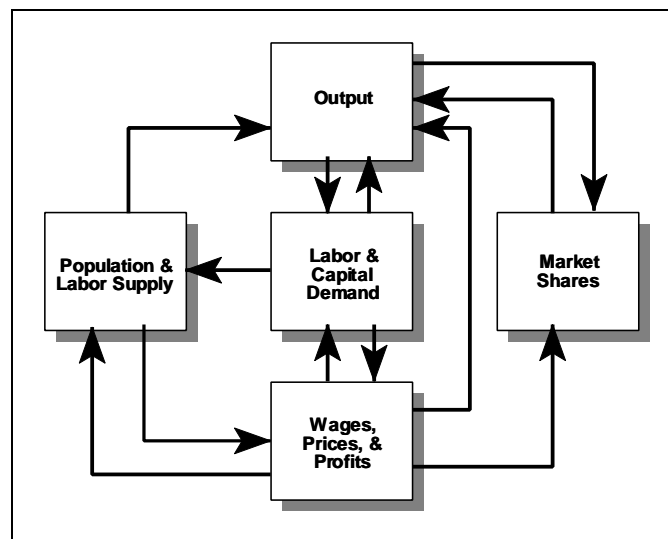 Output
Population &
Labor Supply
Labor &
Capital
Demand
Market
Shares
Wages,
Prices, &
Profits